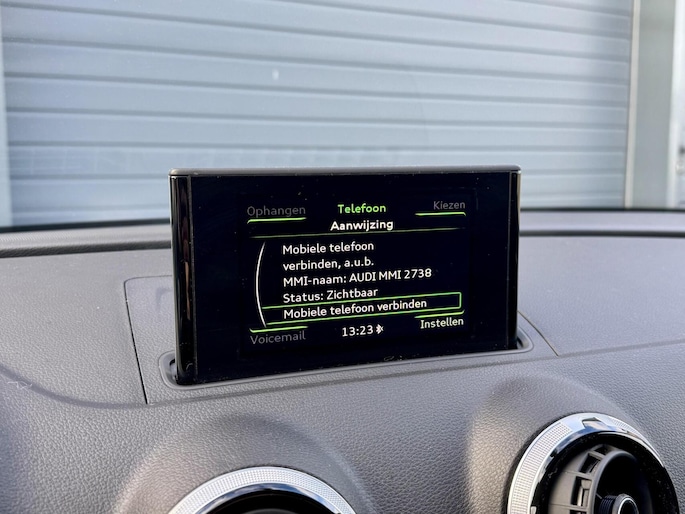 Ophangen Telefoon Kiezen
Aanwijzing
Mobiele telefoon
verbinden, a.u.b.
MMI-naam: AUDI MMI 2738
Status: Zichtbaar
Mobiele telefoon verbinden
Voicemail 13:23 Instellen